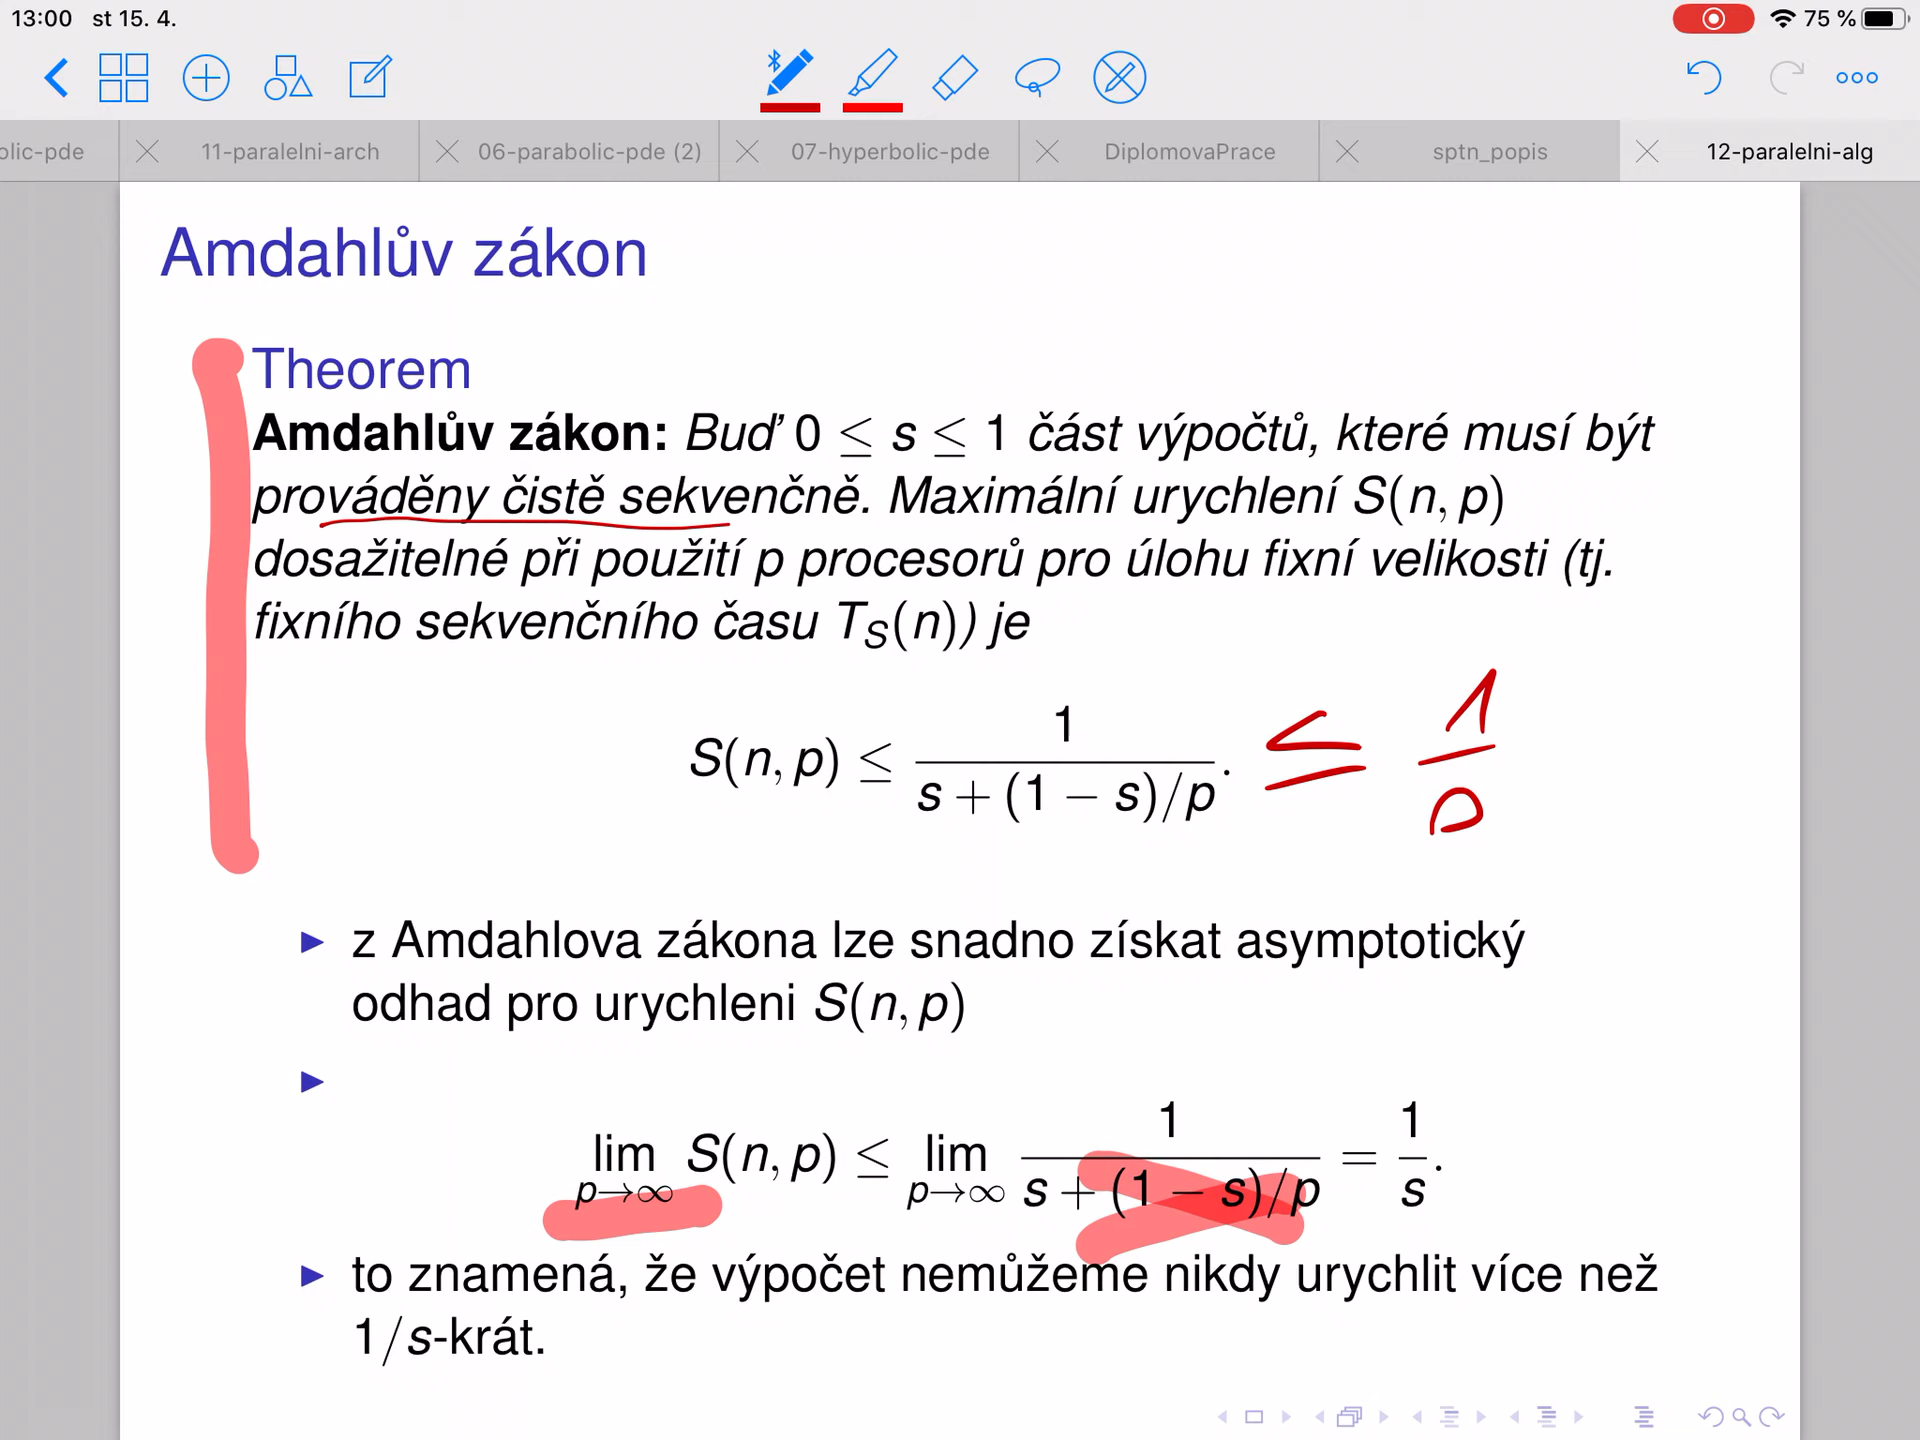 13:00 st 15. 4. 75 %
olic-pde 11-paralelni-arch 06-parabolic-pde (2) 07-hyperbolic-pde DiplomovaPrace sptn_popis 12-paralelni-alg
Amdahlův zákon
Theorem
Amdahlův zákon: Buď 0 ≤ s ≤ 1 část výpočtů, které musí být
prováděny čistě sekvenčně. Maximální urychlení S(n, p)
dosažitelné při použití p procesorů pro úlohu fixní velikosti (tj.
fixního sekvenčního času T_S(n)) je
S(n, p) ≤ 1 / (s + (1 − s)/p) . ≤ 1/
▶ z Amdahlova zákona lze snadno získat asymptotický
odhad pro urychleni S(n, p)
▶
lim p→∞ S(n, p) ≤ lim p→∞ 1 / (s + (1 − s)/p) = 1/s.
▶ to znamená, že výpočet nemůžeme nikdy urychlit více než
1/s-krát.